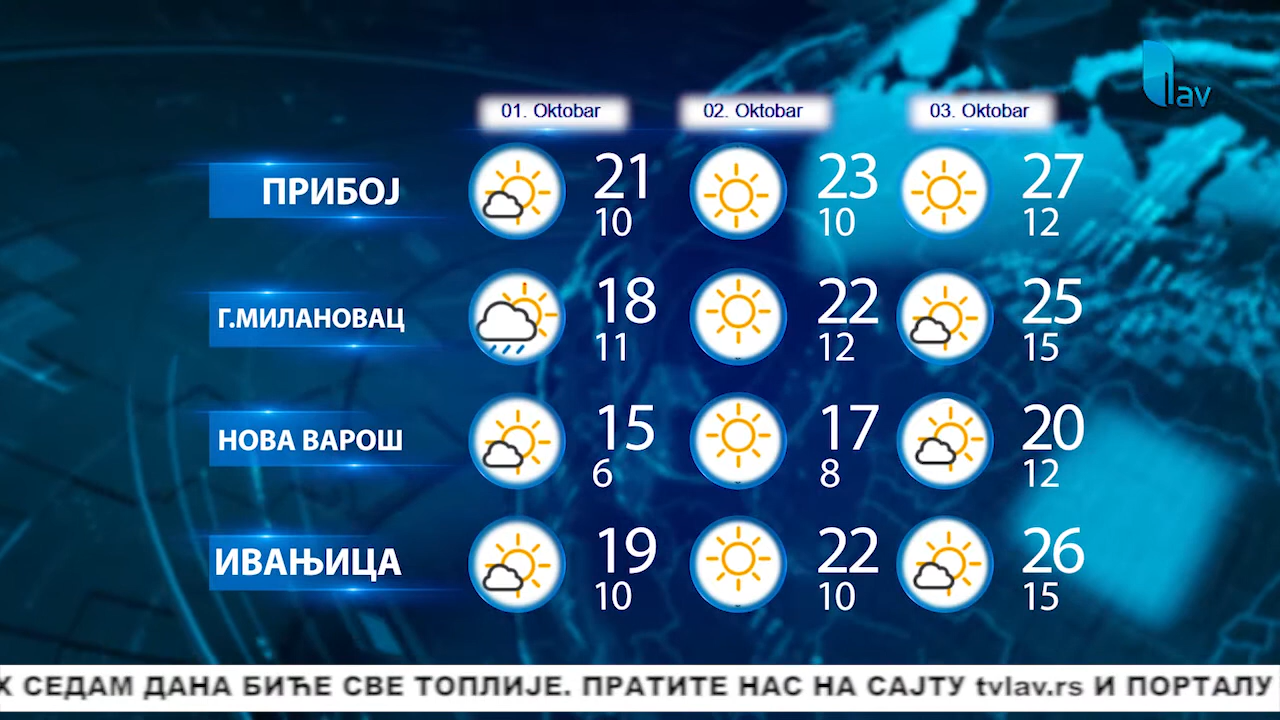 lav
01. Oktobar 02. Oktobar 03. Oktobar
ПРИБОЈ 21 23 27
10 10 12
Г.МИЛАНОВАЦ 18 22 25
11 12 15
НОВА ВАРОШ 15 17 20
6 8 12
ИВАЊИЦА 19 22 26
10 10 15
Х СЕДАМ ДАНА БИЋЕ СВЕ ТОПЛИЈЕ. ПРАТИТЕ НАС НА САЈТУ tvlav.rs И ПОРТАЛУ